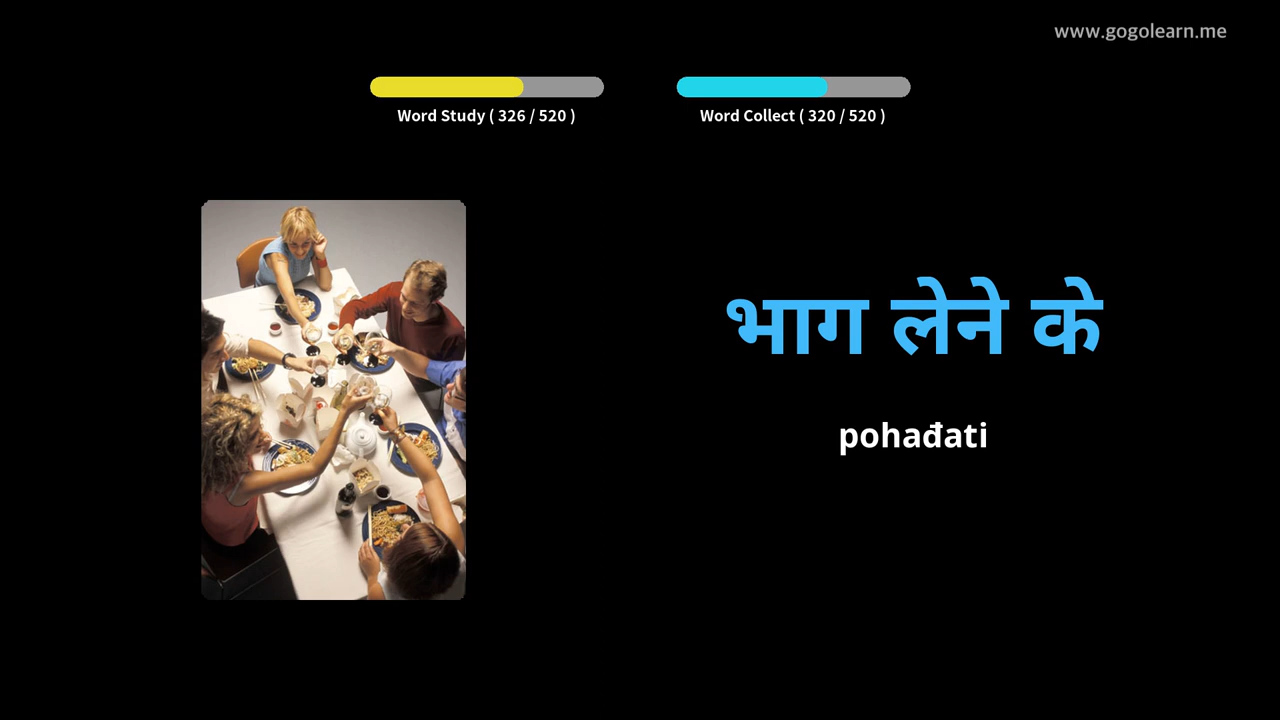 www.gogolearn.me
Word Study ( 326 / 520 )
Word Collect ( 320 / 520 )
भाग लेने के
pohađati